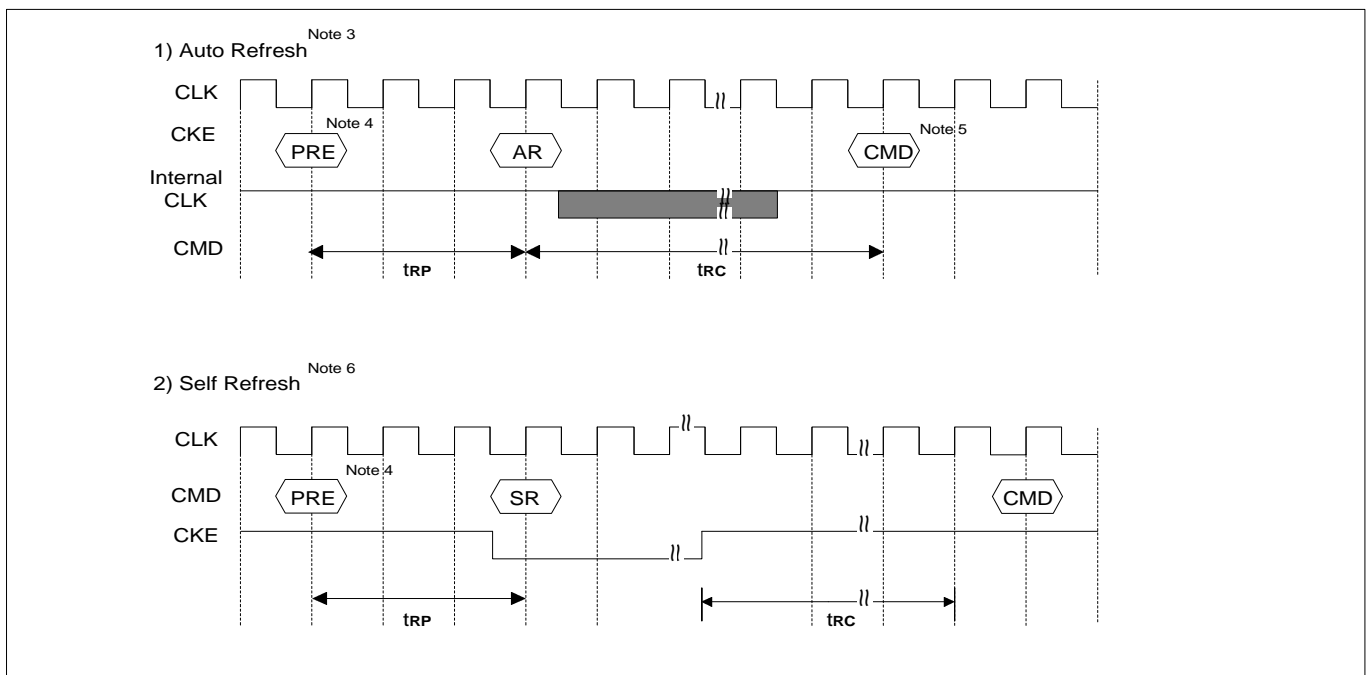 1) Auto Refresh Note 3
CLK
CKE
Note 4
Note 5
PRE
AR
CMD
Internal
CLK
CMD
tRP
tRC
2) Self Refresh Note 6
CLK
Note 4
CMD
PRE
SR
CMD
CKE
tRP
tRC